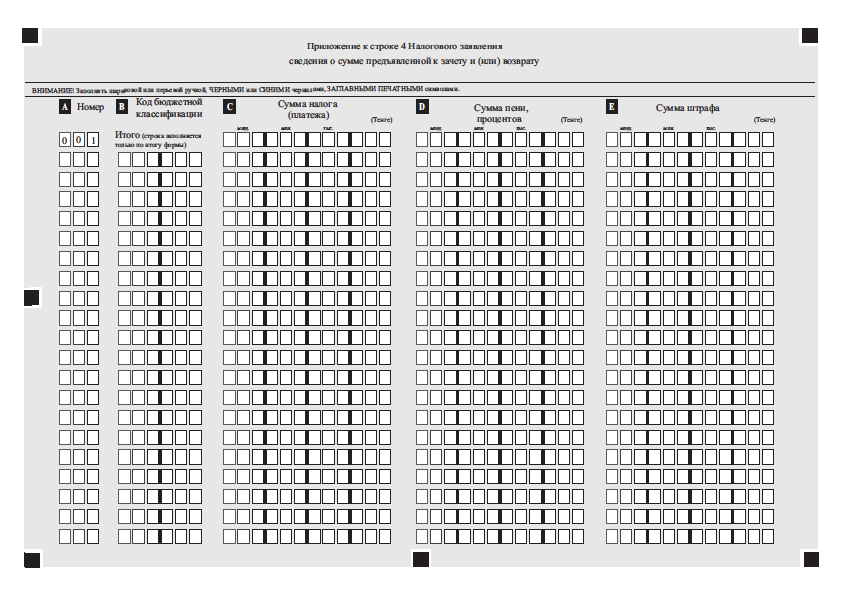 Приложение к строке 4 Налогового заявления
сведения о сумме предъявленной к зачету и (или) возврату
ВНИМАНИЕ! Заполнять шариковой или перьевой ручкой, ЧЕРНЫМИ или СИНИМИ чернилами, ЗАГЛАВНЫМИ ПЕЧАТНЫМИ символами.
A Номер
B Код бюджетной
классификации
C Сумма налога
(платежа)
(Тенге)
D Сумма пени,
процентов
(Тенге)
E Сумма штрафа
(Тенге)
млрд. млн. тыс. млрд. млн. тыс. млрд. млн. тыс.
0 0 1 Итого (строка заполняется
только по итогу формы)